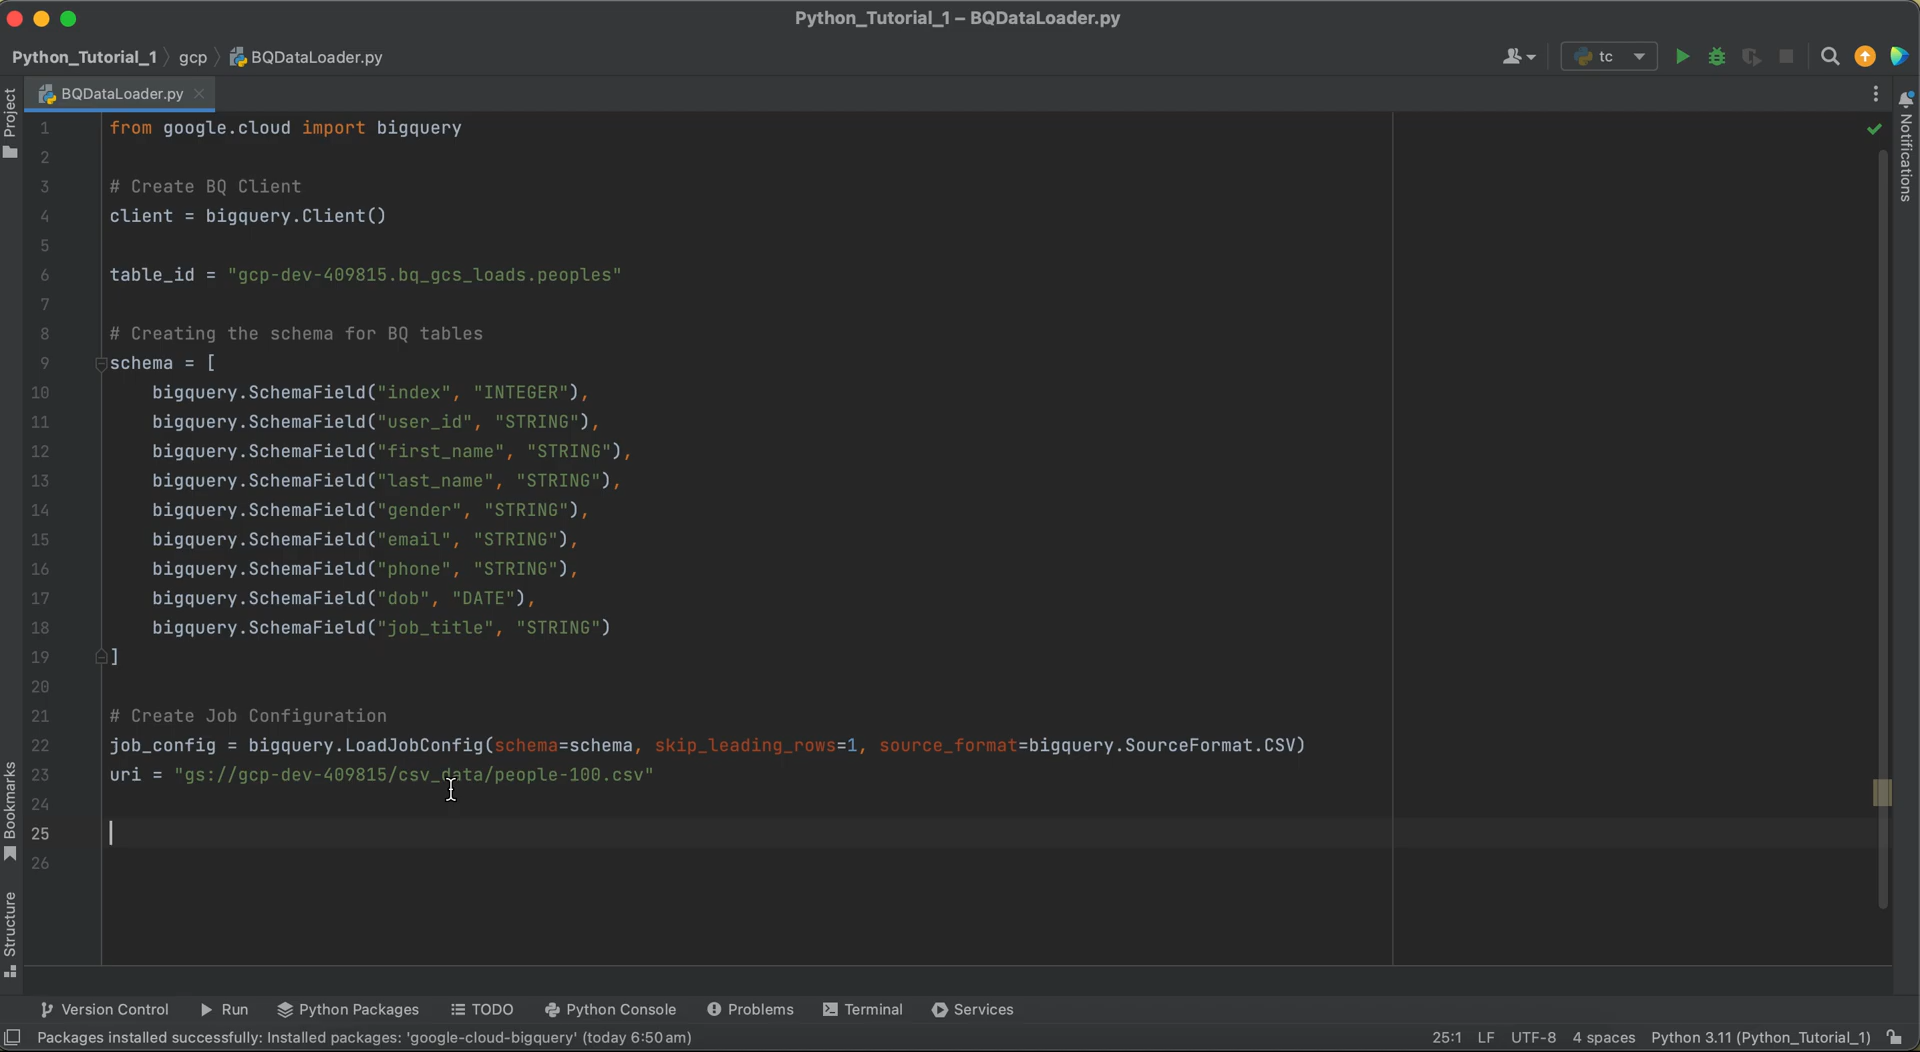 Python_Tutorial_1 – BQDataLoader.py
Python_Tutorial_1 gcp BQDataLoader.py
tc
BQDataLoader.py
Project
Notifications
1 from google.cloud import bigquery
2
3 # Create BQ Client
4 client = bigquery.Client()
5
6 table_id = "gcp-dev-409815.bq_gcs_loads.peoples"
7
8 # Creating the schema for BQ tables
9 schema = [
10 bigquery.SchemaField("index", "INTEGER"),
11 bigquery.SchemaField("user_id", "STRING"),
12 bigquery.SchemaField("first_name", "STRING"),
13 bigquery.SchemaField("last_name", "STRING"),
14 bigquery.SchemaField("gender", "STRING"),
15 bigquery.SchemaField("email", "STRING"),
16 bigquery.SchemaField("phone", "STRING"),
17 bigquery.SchemaField("dob", "DATE"),
18 bigquery.SchemaField("job_title", "STRING")
19 ]
20
21 # Create Job Configuration
22 job_config = bigquery.LoadJobConfig(schema=schema, skip_leading_rows=1, source_format=bigquery.SourceFormat.CSV)
23 uri = "gs://gcp-dev-409815/csv_data/people-100.csv"
24
25
26
Bookmarks
Structure
Version Control Run Python Packages TODO Python Console Problems Terminal Services
Packages installed successfully: Installed packages: 'google-cloud-bigquery' (today 6:50 am) 25:1 LF UTF-8 4 spaces Python 3.11 (Python_Tutorial_1)